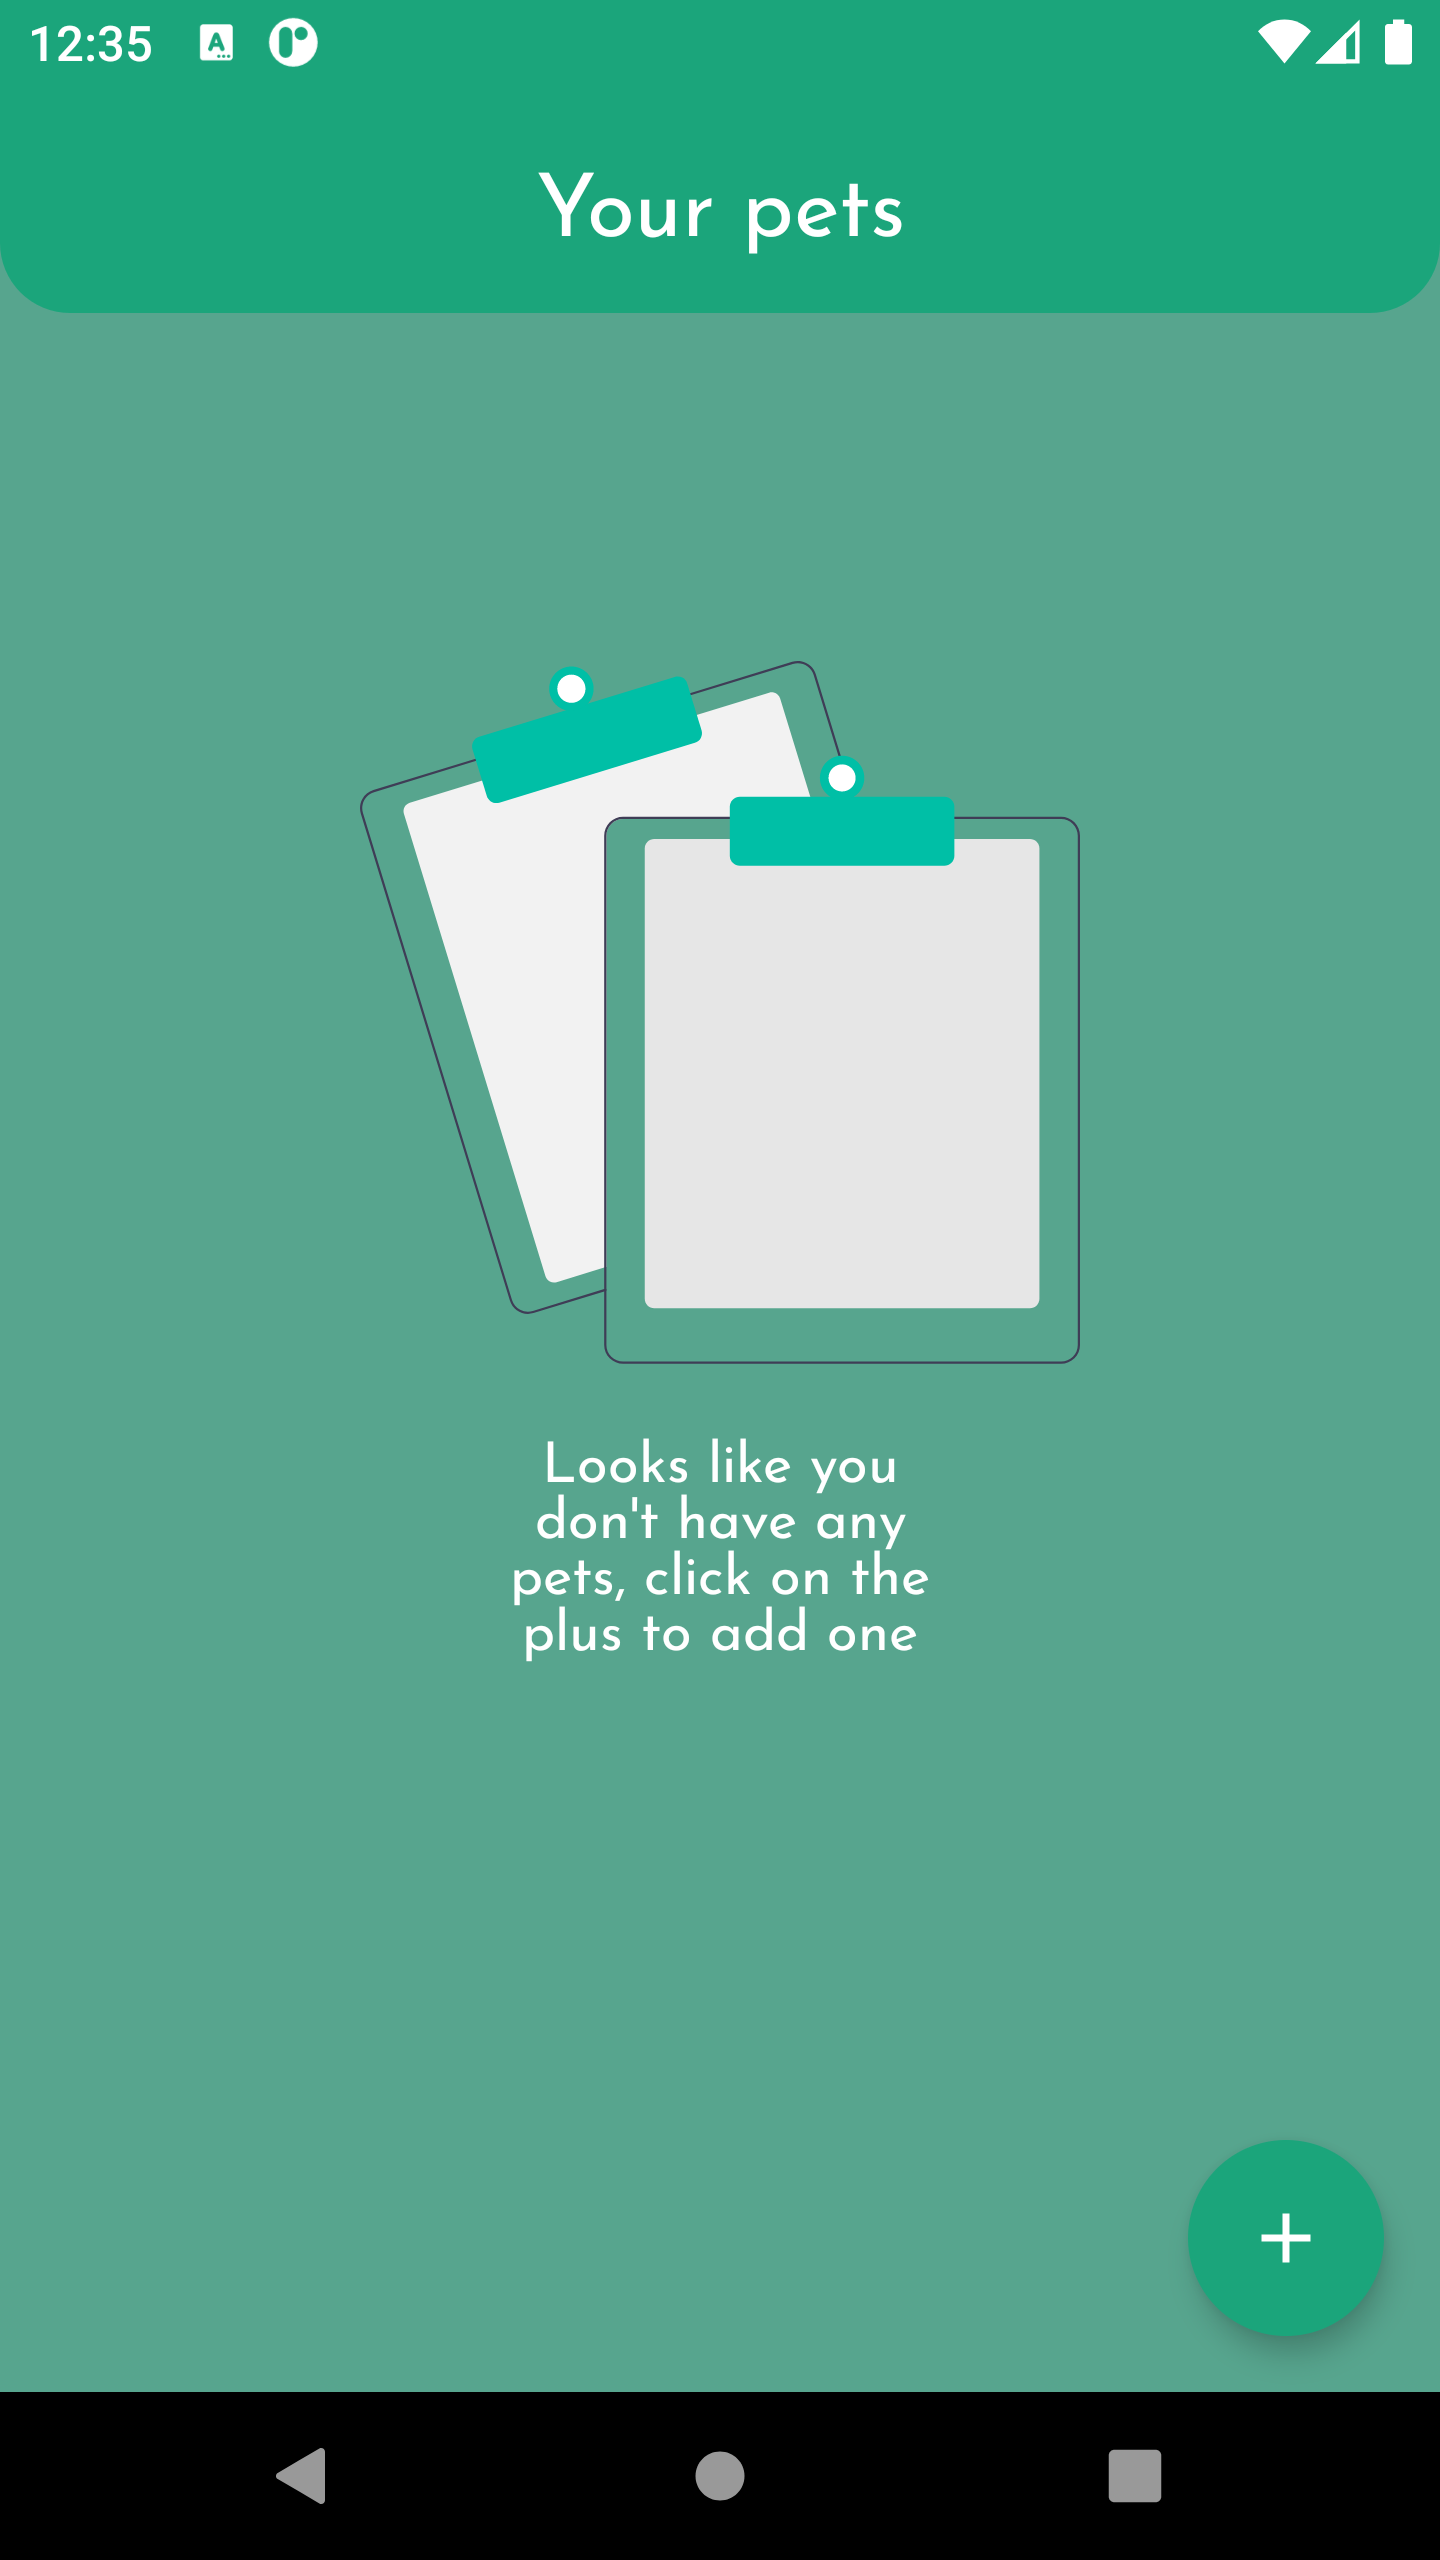 12:35
Your pets
Looks like you
don't have any
pets, click on the
plus to add one